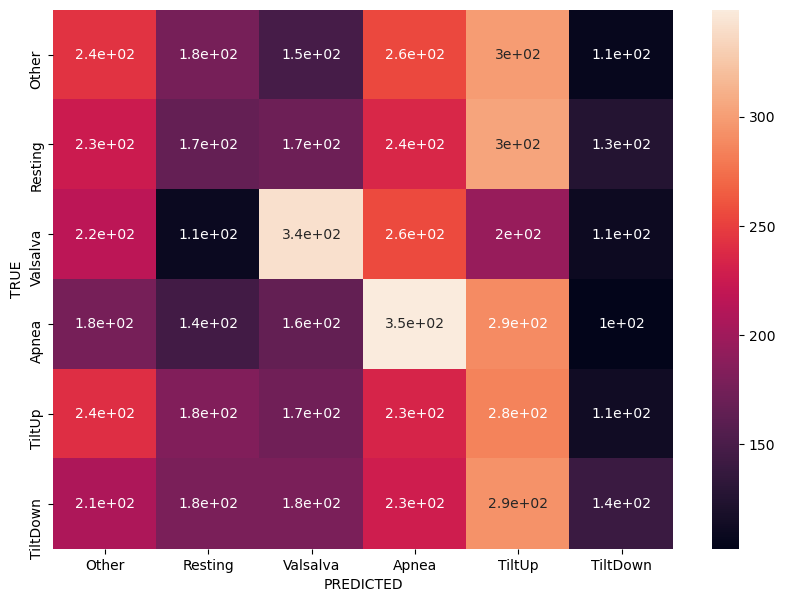 Other 2.4e+02 1.8e+02 1.5e+02 2.6e+02 3e+02 1.1e+02
Resting 2.3e+02 1.7e+02 1.7e+02 2.4e+02 3e+02 1.3e+02
Valsalva 2.2e+02 1.1e+02 3.4e+02 2.6e+02 2e+02 1.1e+02
Apnea 1.8e+02 1.4e+02 1.6e+02 3.5e+02 2.9e+02 1e+02
TiltUp 2.4e+02 1.8e+02 1.7e+02 2.3e+02 2.8e+02 1.1e+02
TiltDown 2.1e+02 1.8e+02 1.8e+02 2.3e+02 2.9e+02 1.4e+02
TRUE
Other Resting Valsalva Apnea TiltUp TiltDown
PREDICTED
300
250
200
150